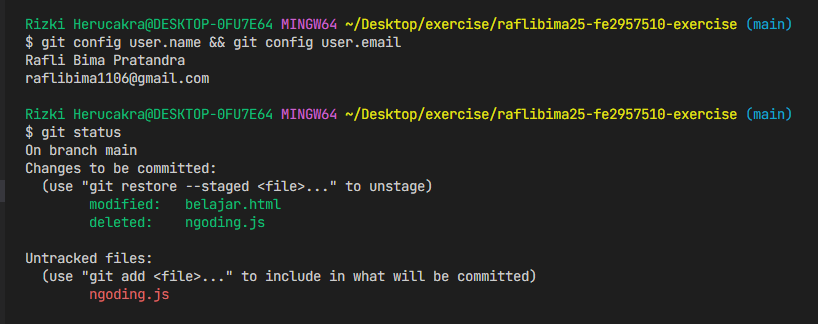 Rizki Herucakra@DESKTOP-0FU7E64 MINGW64 ~/Desktop/exercise/raflibima25-fe2957510-exercise (main)
$ git config user.name && git config user.email
Rafli Bima Pratandra
raflibima1106@gmail.com
Rizki Herucakra@DESKTOP-0FU7E64 MINGW64 ~/Desktop/exercise/raflibima25-fe2957510-exercise (main)
$ git status
On branch main
Changes to be committed:
  (use "git restore --staged <file>..." to unstage)
        modified:   belajar.html
        deleted:    ngoding.js
Untracked files:
  (use "git add <file>..." to include in what will be committed)
        ngoding.js